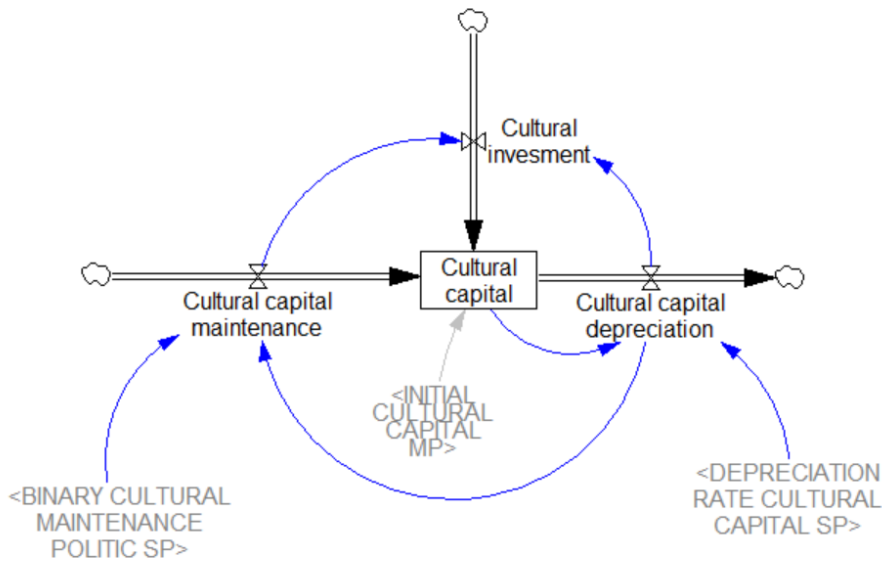 Cultural
invesment
Cultural
capital
Cultural capital
maintenance
Cultural capital
depreciation
<INITIAL
CULTURAL
CAPITAL
MP>
<BINARY CULTURAL
MAINTENANCE
POLITIC SP>
<DEPRECIATION
RATE CULTURAL
CAPITAL SP>